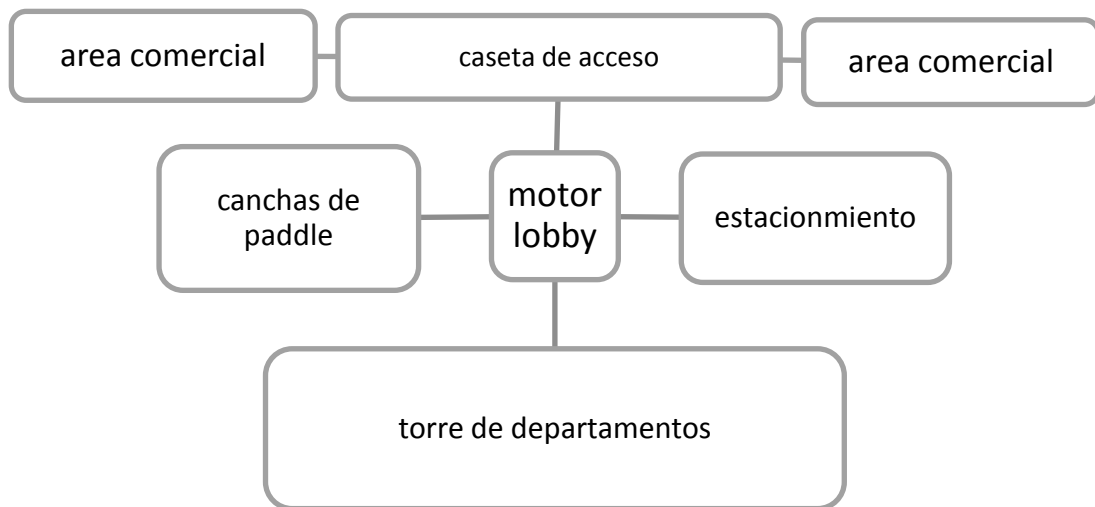 area comercial
caseta de acceso
area comercial
canchas de
paddle
motor
lobby
estacionmiento
torre de departamentos